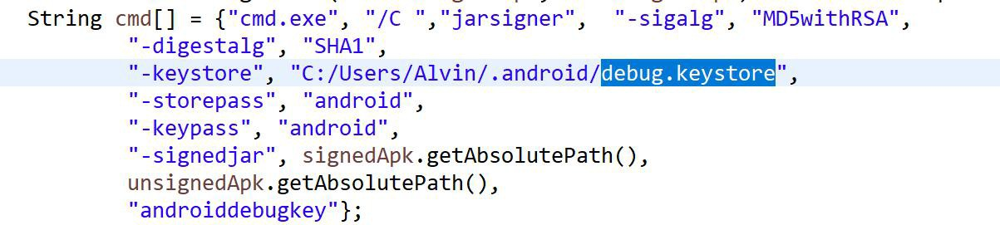 String cmd[] = {"cmd.exe", "/C ","jarsigner", "-sigalg", "MD5withRSA",
"-digestalg", "SHA1",
"-keystore", "C:/Users/Alvin/.android/debug.keystore",
"-storepass", "android",
"-keypass", "android",
"-signedjar", signedApk.getAbsolutePath(),
unsignedApk.getAbsolutePath(),
"androiddebugkey"};